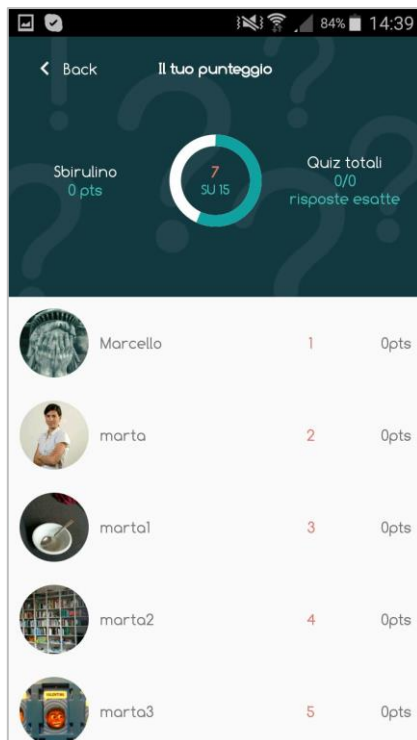 84% 14:39
Back Il tuo punteggio
Sbirulino
0 pts
7
SU 15
Quiz totali
0/0
risposte esatte
Marcello 1 0pts
marta 2 0pts
marta1 3 0pts
marta2 4 0pts
marta3 5 0pts